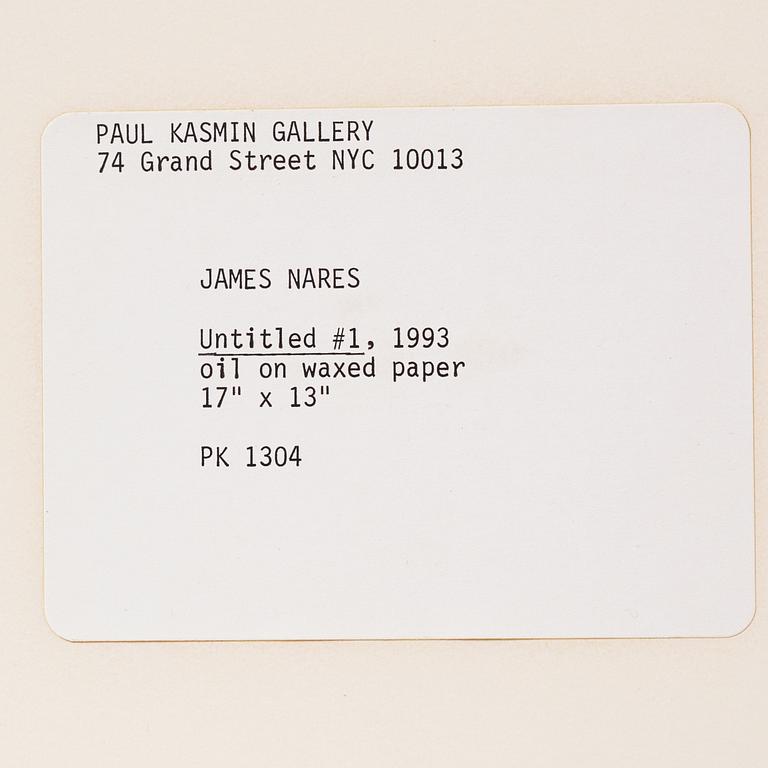 PAUL KASMIN GALLERY
74 Grand Street NYC 10013
JAMES NARES
Untitled #1, 1993
oil on waxed paper
17" x 13"
PK 1304